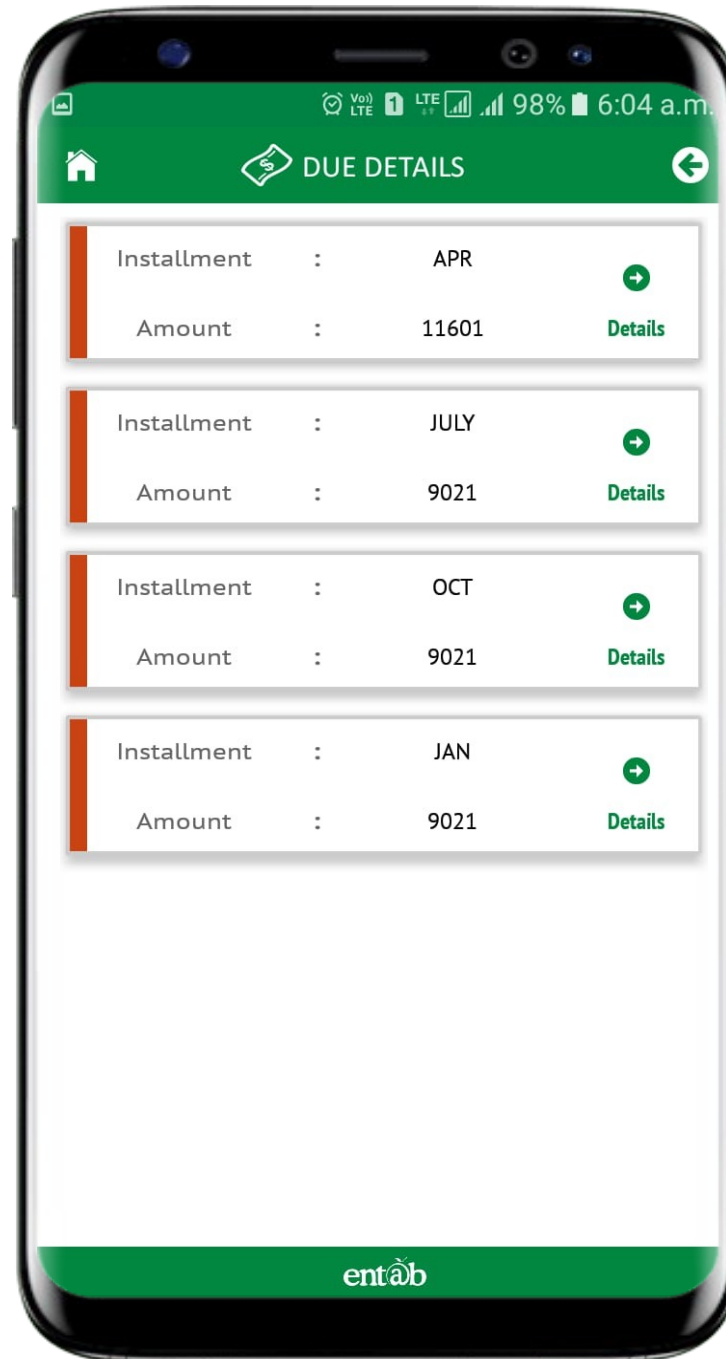 Vo) LTE 1 LTE 98% 6:04 a.m.
DUE DETAILS
Installment : APR
Amount : 11601 Details
Installment : JULY
Amount : 9021 Details
Installment : OCT
Amount : 9021 Details
Installment : JAN
Amount : 9021 Details
entab